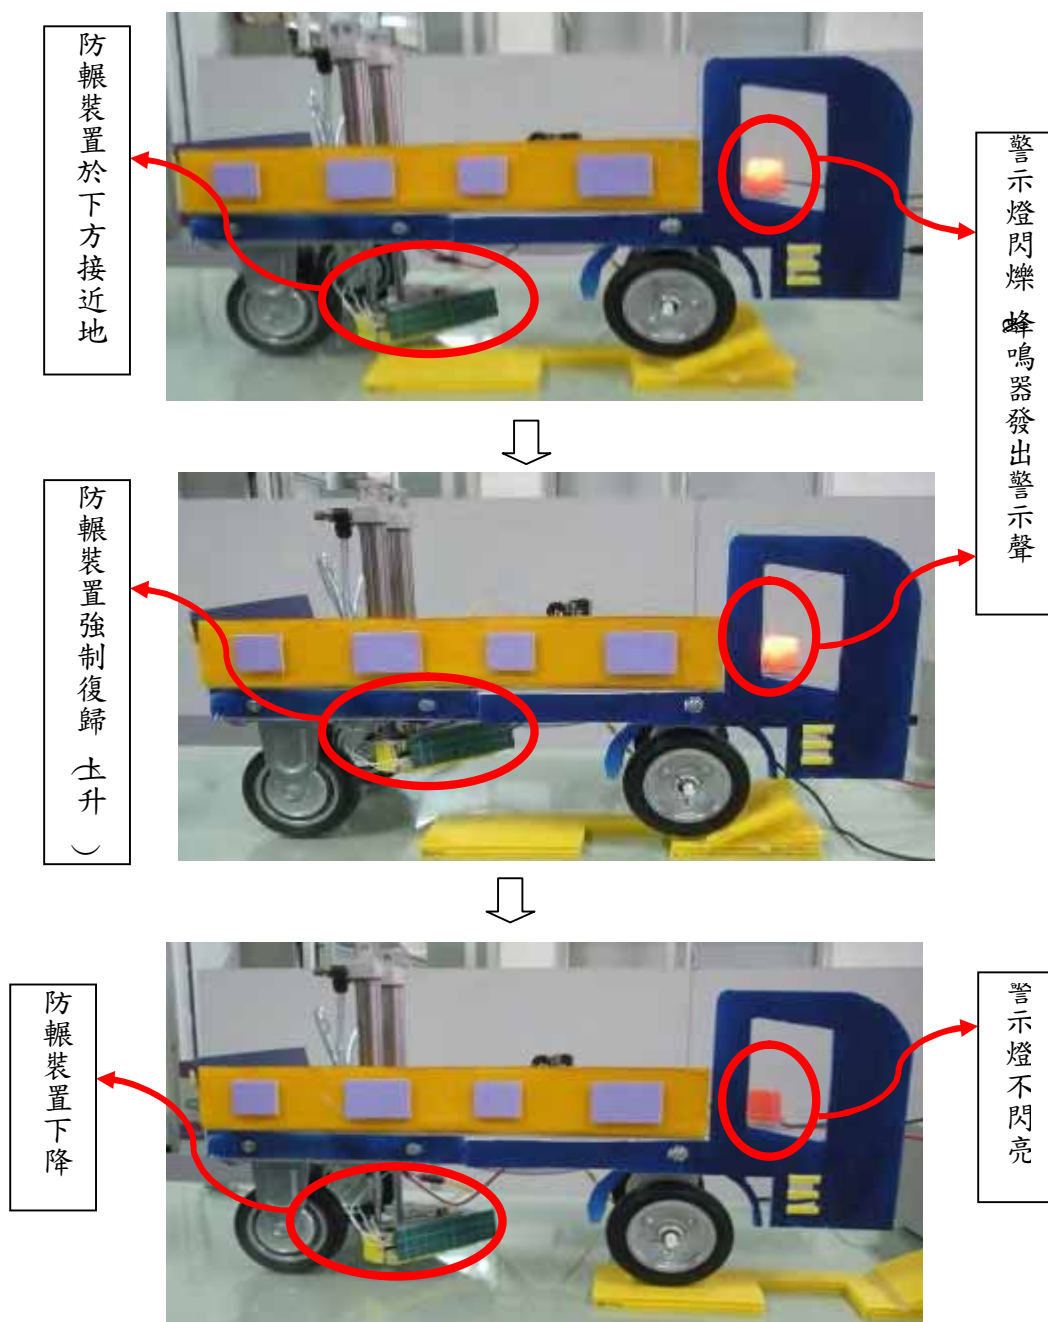 防輾裝置於下方接近地
警示燈閃爍 蜂鳴器發出警示聲
防輾裝置強制復歸(上升)
防輾裝置下降
警示燈不閃亮